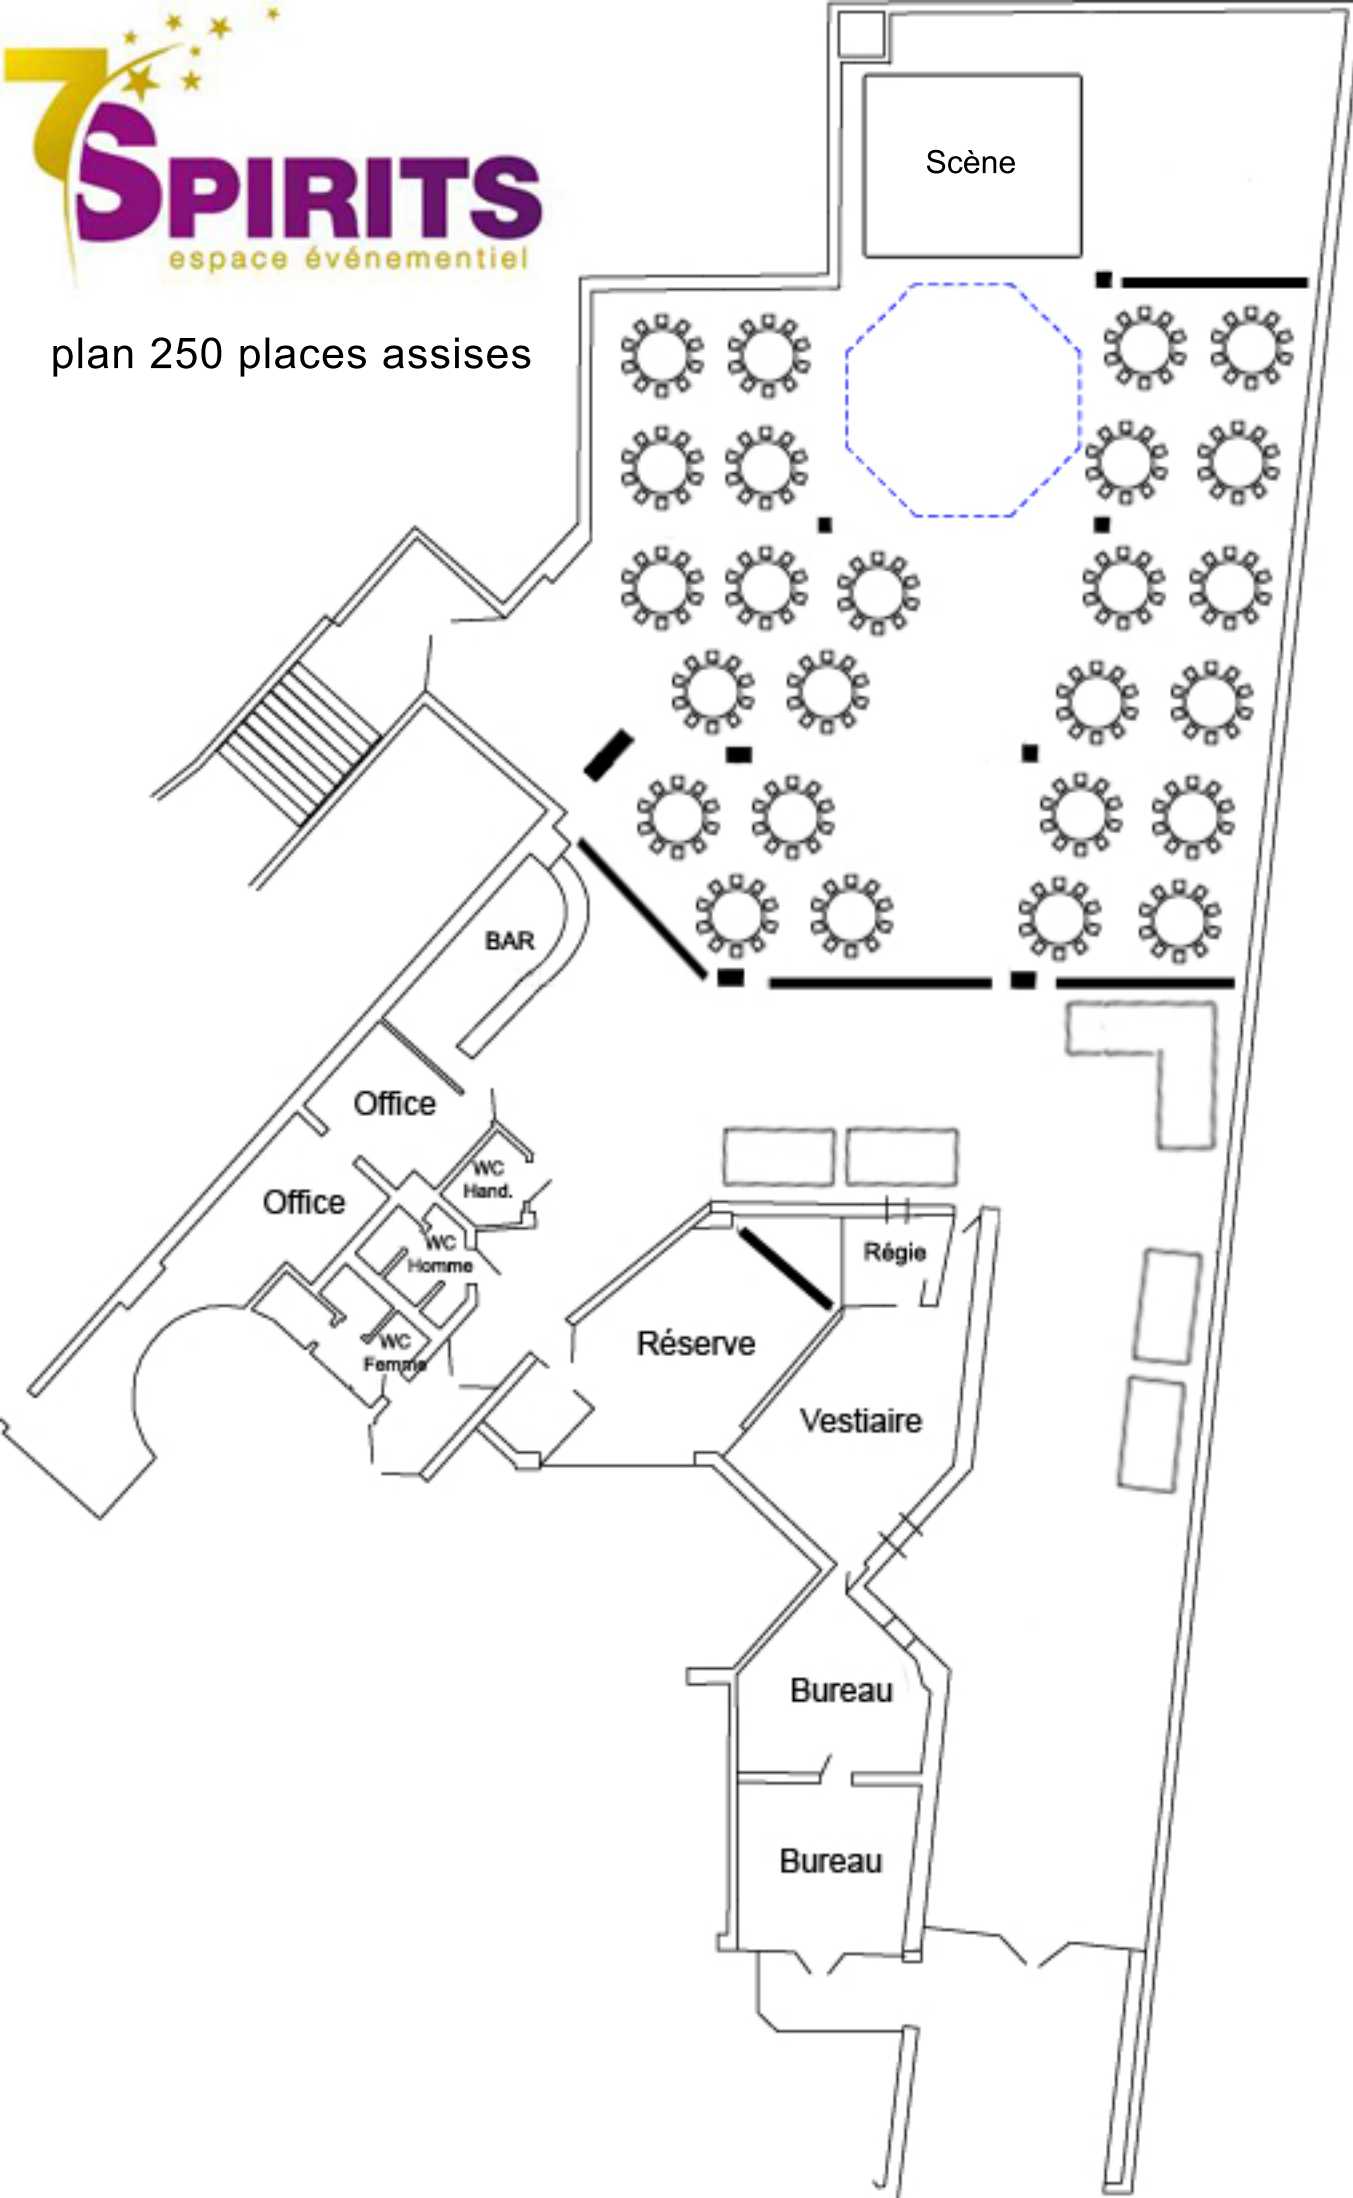 7 SPIRITS
espace événementiel
plan 250 places assises
Scène
BAR
Office
Office
WC
Hand.
WC
Homme
WC
Femme
Régie
Réserve
Vestiaire
Bureau
Bureau